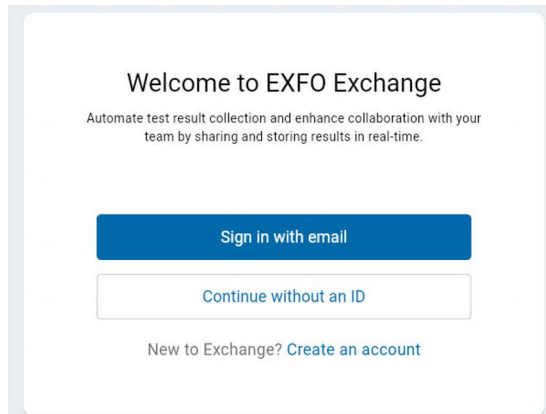 Welcome to EXFO Exchange
Automate test result collection and enhance collaboration with your
team by sharing and storing results in real-time.
Sign in with email
Continue without an ID
New to Exchange? Create an account